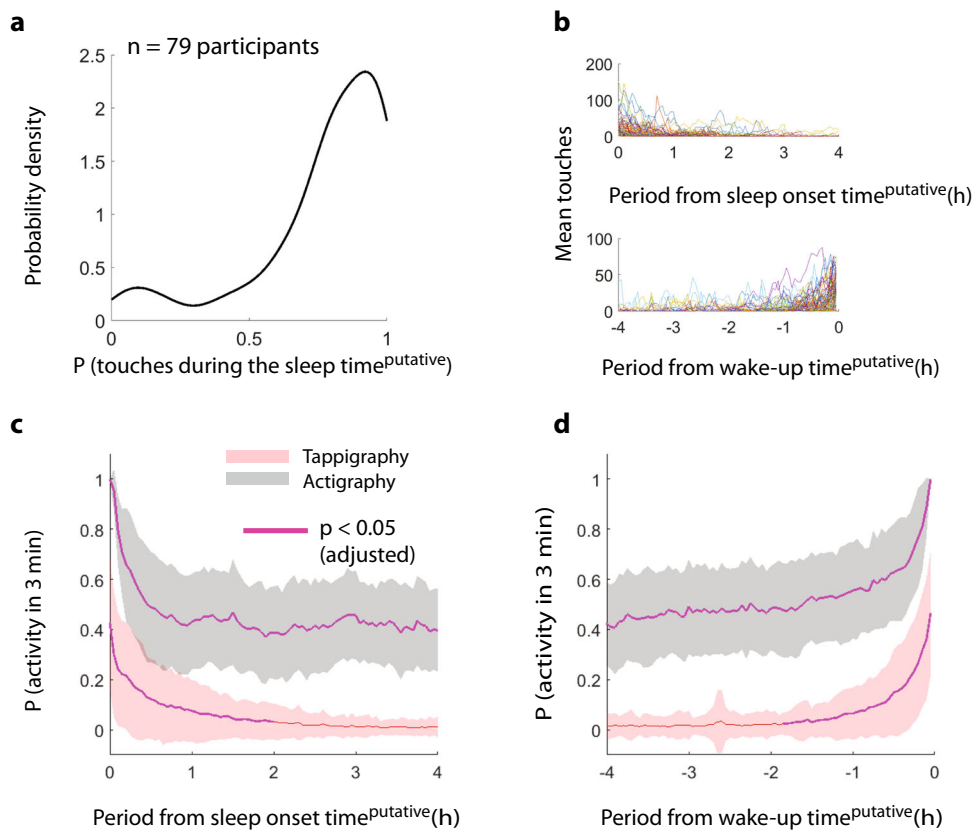 a
n = 79 participants
2.5
2
1.5
1
0.5
0
0
0.5
1
Probability density
P (touches during the sleep time^putative)
b
200
100
0
0
1
2
3
4
Period from sleep onset time^putative(h)
Mean touches
100
50
0
-4
-3
-2
-1
0
Period from wake-up time^putative(h)
c
Tappigraphy
Actigraphy
p < 0.05
(adjusted)
1
0.8
0.6
0.4
0.2
0
0
1
2
3
4
P (activity in 3 min)
Period from sleep onset time^putative(h)
d
1
0.8
0.6
0.4
0.2
0
-4
-3
-2
-1
0
P (activity in 3 min)
Period from wake-up time^putative(h)